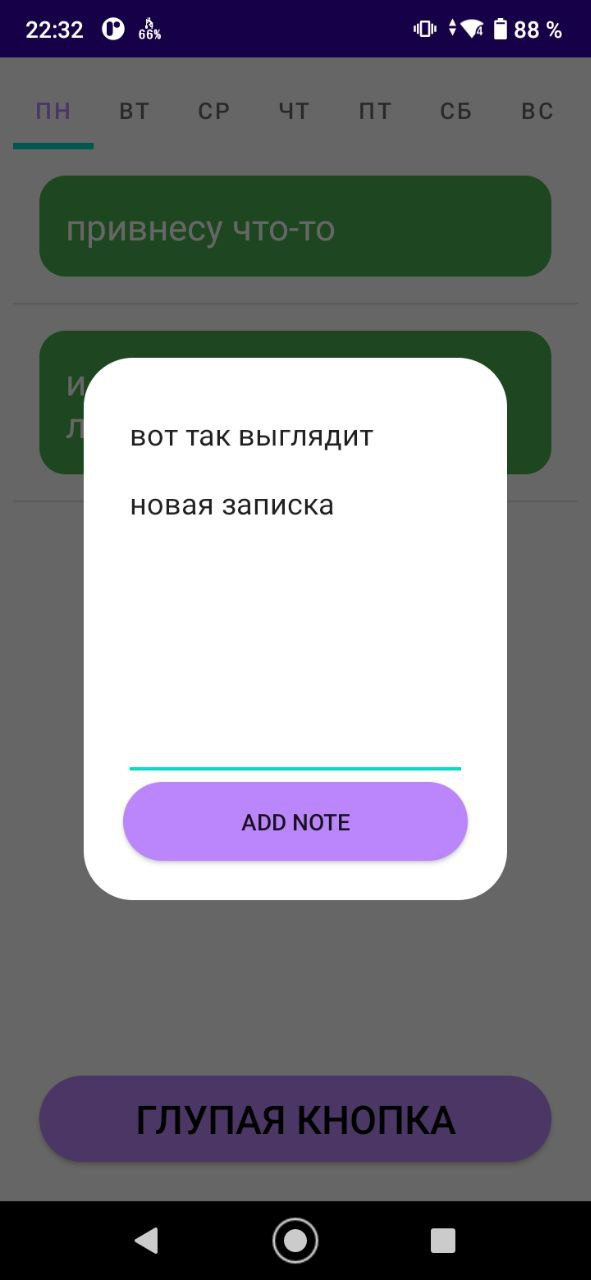 22:32
66%
4
88 %
ПН ВТ СР ЧТ ПТ СБ ВС
привнесу что-то
и
л
вот так выглядит
новая записка
ADD NOTE
ГЛУПАЯ КНОПКА